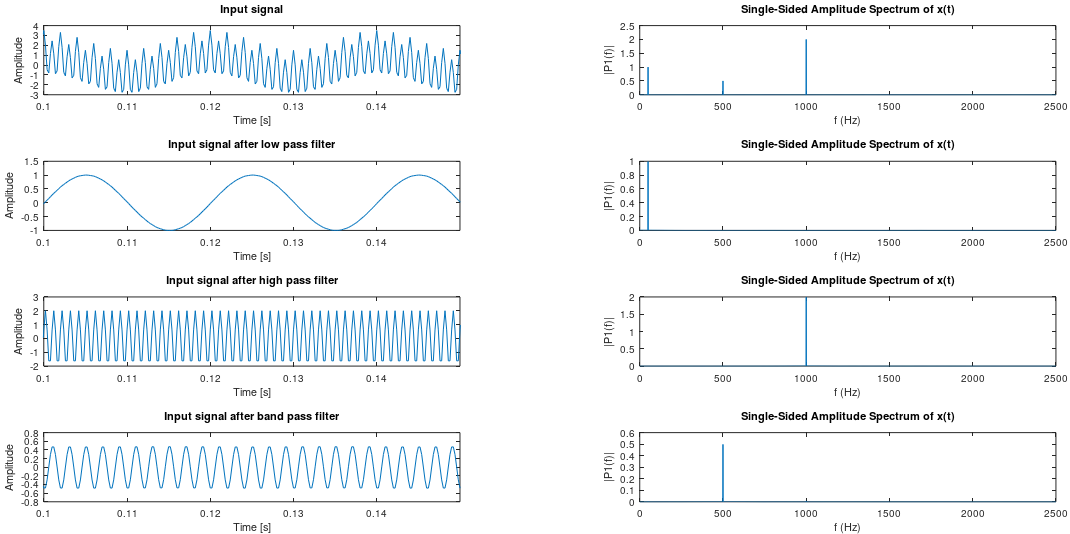 Input signal
Amplitude
4
3
2
1
0
-1
-2
-3
0.1 0.11 0.12 0.13 0.14
Time [s]
Single-Sided Amplitude Spectrum of x(t)
|P1(f)|
2.5
2
1.5
1
0.5
0
0 500 1000 1500 2000 2500
f (Hz)
Input signal after low pass filter
Amplitude
1.5
1
0.5
0
-0.5
-1
0.1 0.11 0.12 0.13 0.14
Time [s]
Single-Sided Amplitude Spectrum of x(t)
|P1(f)|
1
0.8
0.6
0.4
0.2
0
0 500 1000 1500 2000 2500
f (Hz)
Input signal after high pass filter
Amplitude
3
2
1
0
-1
-2
0.1 0.11 0.12 0.13 0.14
Time [s]
Single-Sided Amplitude Spectrum of x(t)
|P1(f)|
2
1.5
1
0.5
0
0 500 1000 1500 2000 2500
f (Hz)
Input signal after band pass filter
Amplitude
0.8
0.6
0.4
0.2
0
-0.2
-0.4
-0.6
-0.8
0.1 0.11 0.12 0.13 0.14
Time [s]
Single-Sided Amplitude Spectrum of x(t)
|P1(f)|
0.6
0.5
0.4
0.3
0.2
0.1
0
0 500 1000 1500 2000 2500
f (Hz)